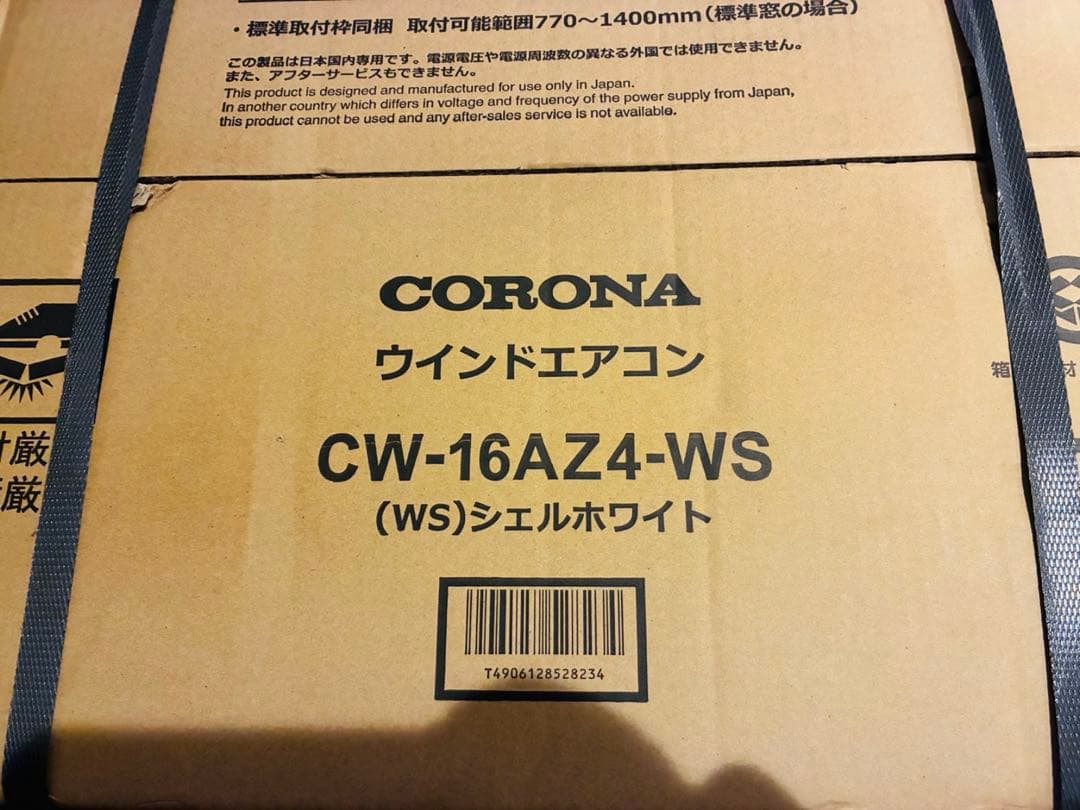 ・標準取付枠同梱 取付可能範囲770～1400mm(標準窓の場合)
この製品は日本国内専用です。電源電圧や電源周波数の異なる外国では使用できません。
また、アフターサービスもできません。
This product is designed and manufactured for use only in Japan.
In another country which differs in voltage and frequency of the power supply from Japan,
this product cannot be used and any after-sales service is not available.
CORONA
ウインドエアコン
CW-16AZ4-WS
(WS)シェルホワイト
T4906128528234
厳
厳
箱
材